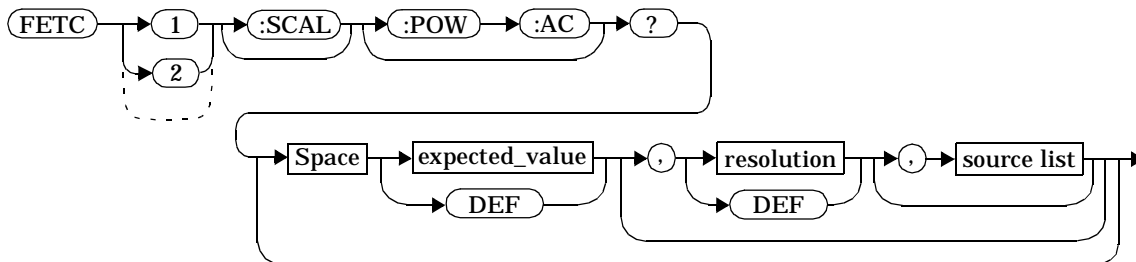 FETC 1 :SCAL :POW :AC ?
2
Space expected_value , resolution , source list
DEF DEF